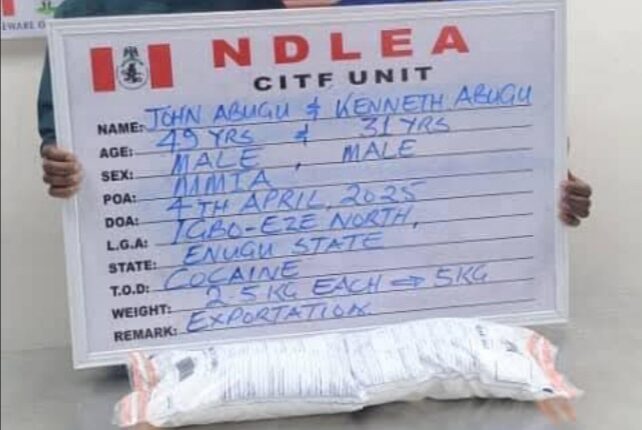 NDLEA
CITF UNIT
NAME: JOHN ABUGU & KENNETH ABUGU
AGE: 49 YRS & 31 YRS
SEX: MALE, MALE
POA: MMIA
DOA: 4TH APRIL, 2025
L.G.A: IGBO-EZE NORTH,
STATE: ENUGU STATE
T.O.D: COCAINE
WEIGHT: 2.5KG EACH ⇒ 5KG
REMARK: EXPORTATION